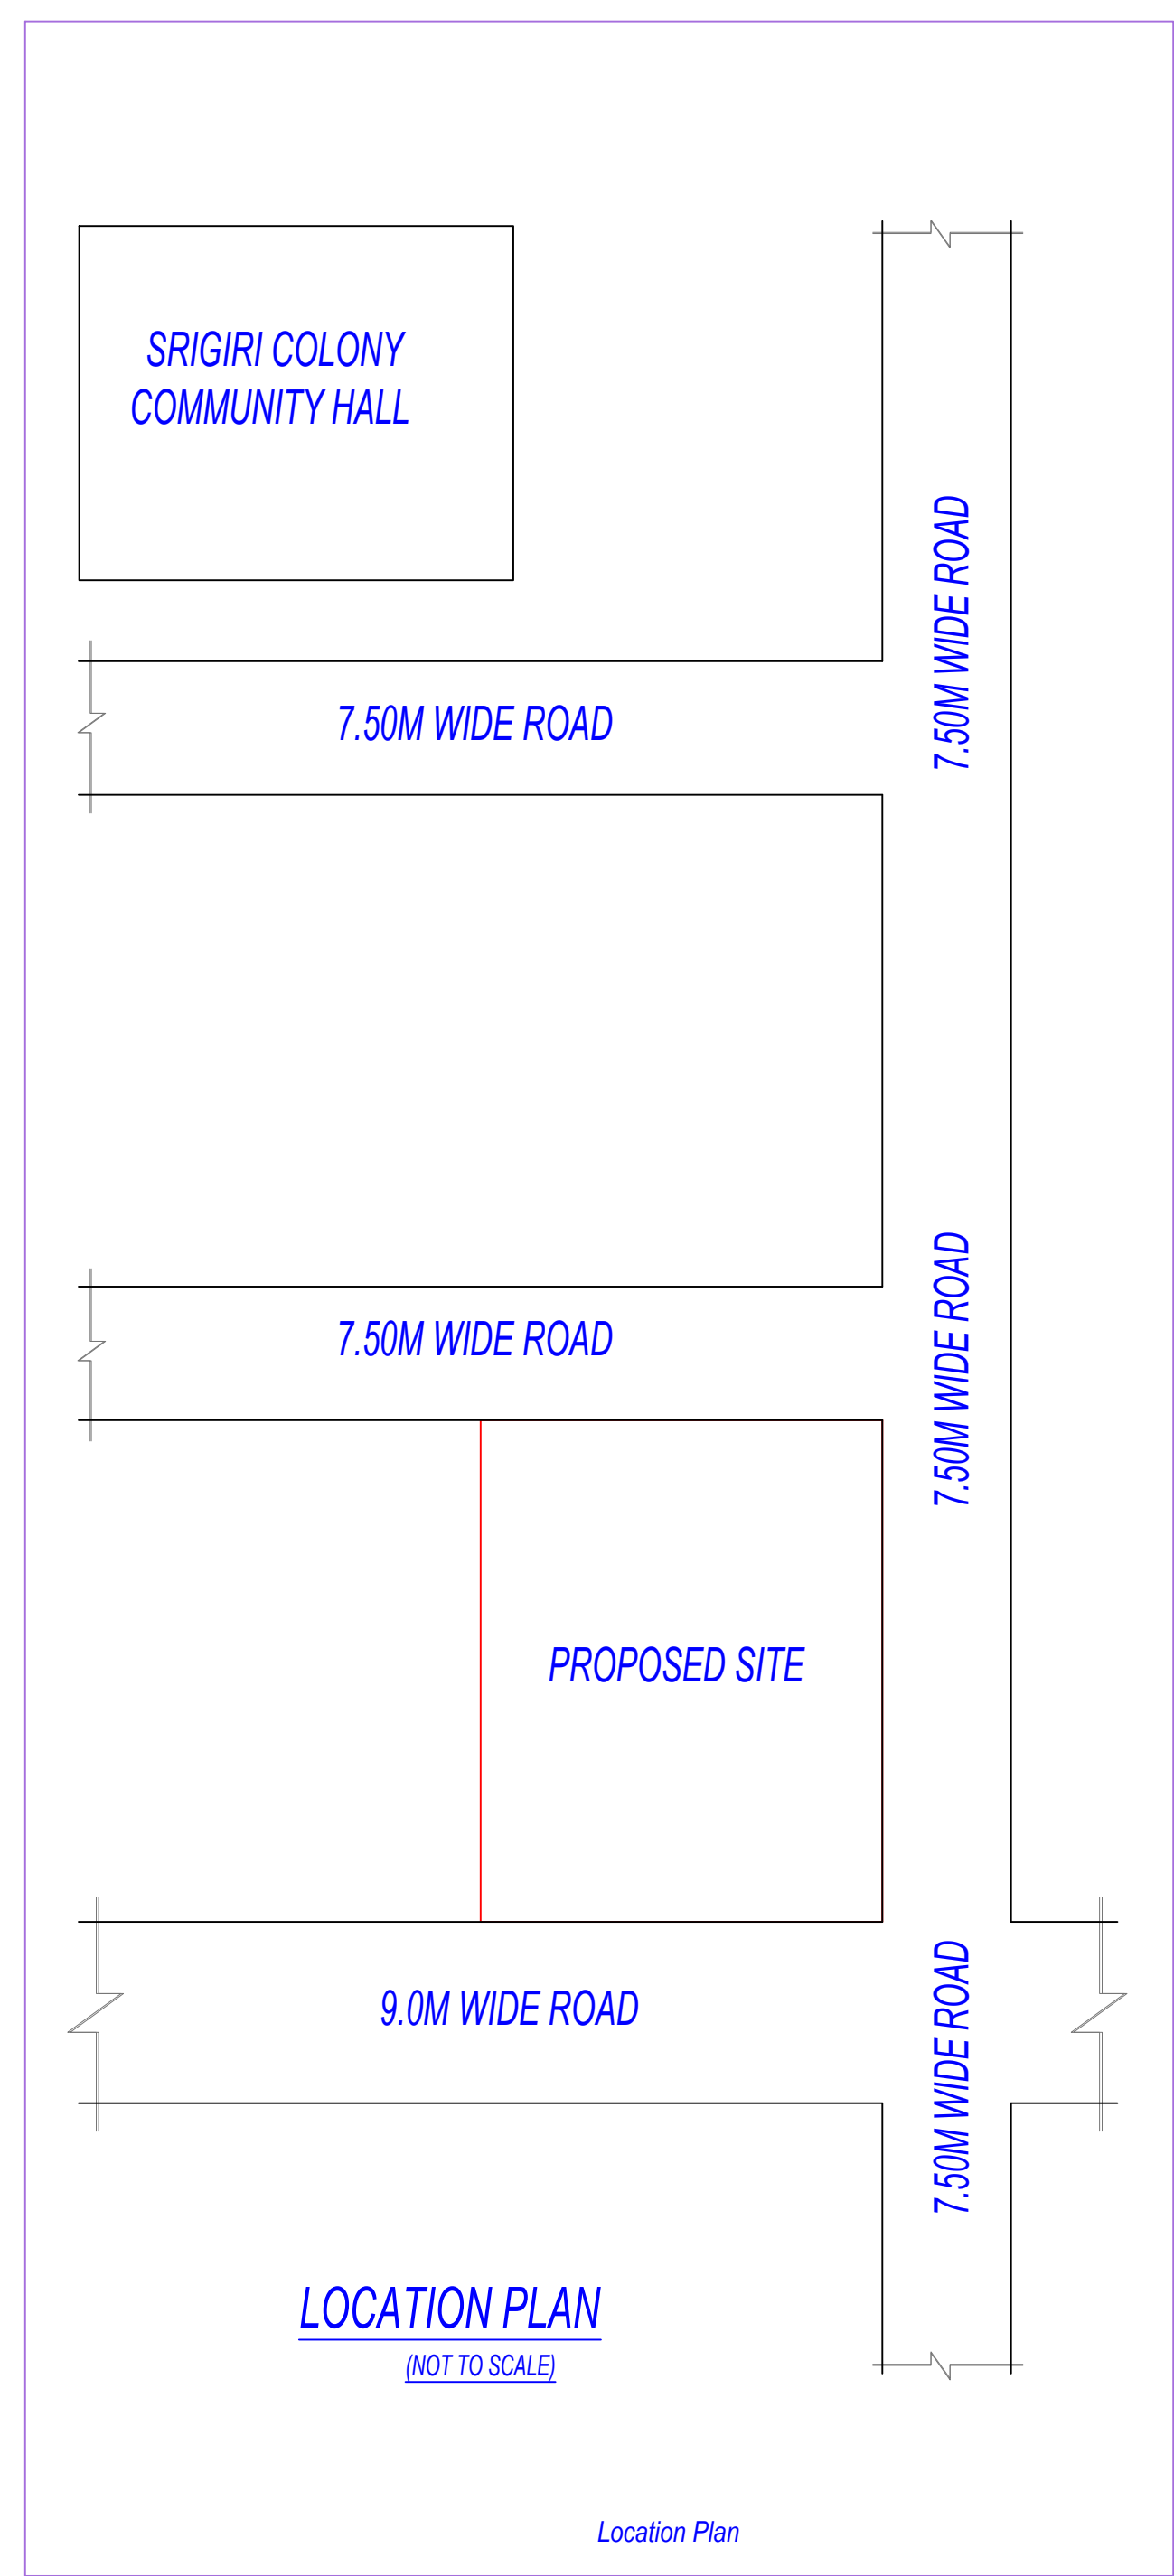 SRIGIRI COLONY
COMMUNITY HALL
7.50M WIDE ROAD
7.50M WIDE ROAD
7.50M WIDE ROAD
7.50M WIDE ROAD
PROPOSED SITE
9.0M WIDE ROAD
7.50M WIDE ROAD
LOCATION PLAN
(NOT TO SCALE)
Location Plan